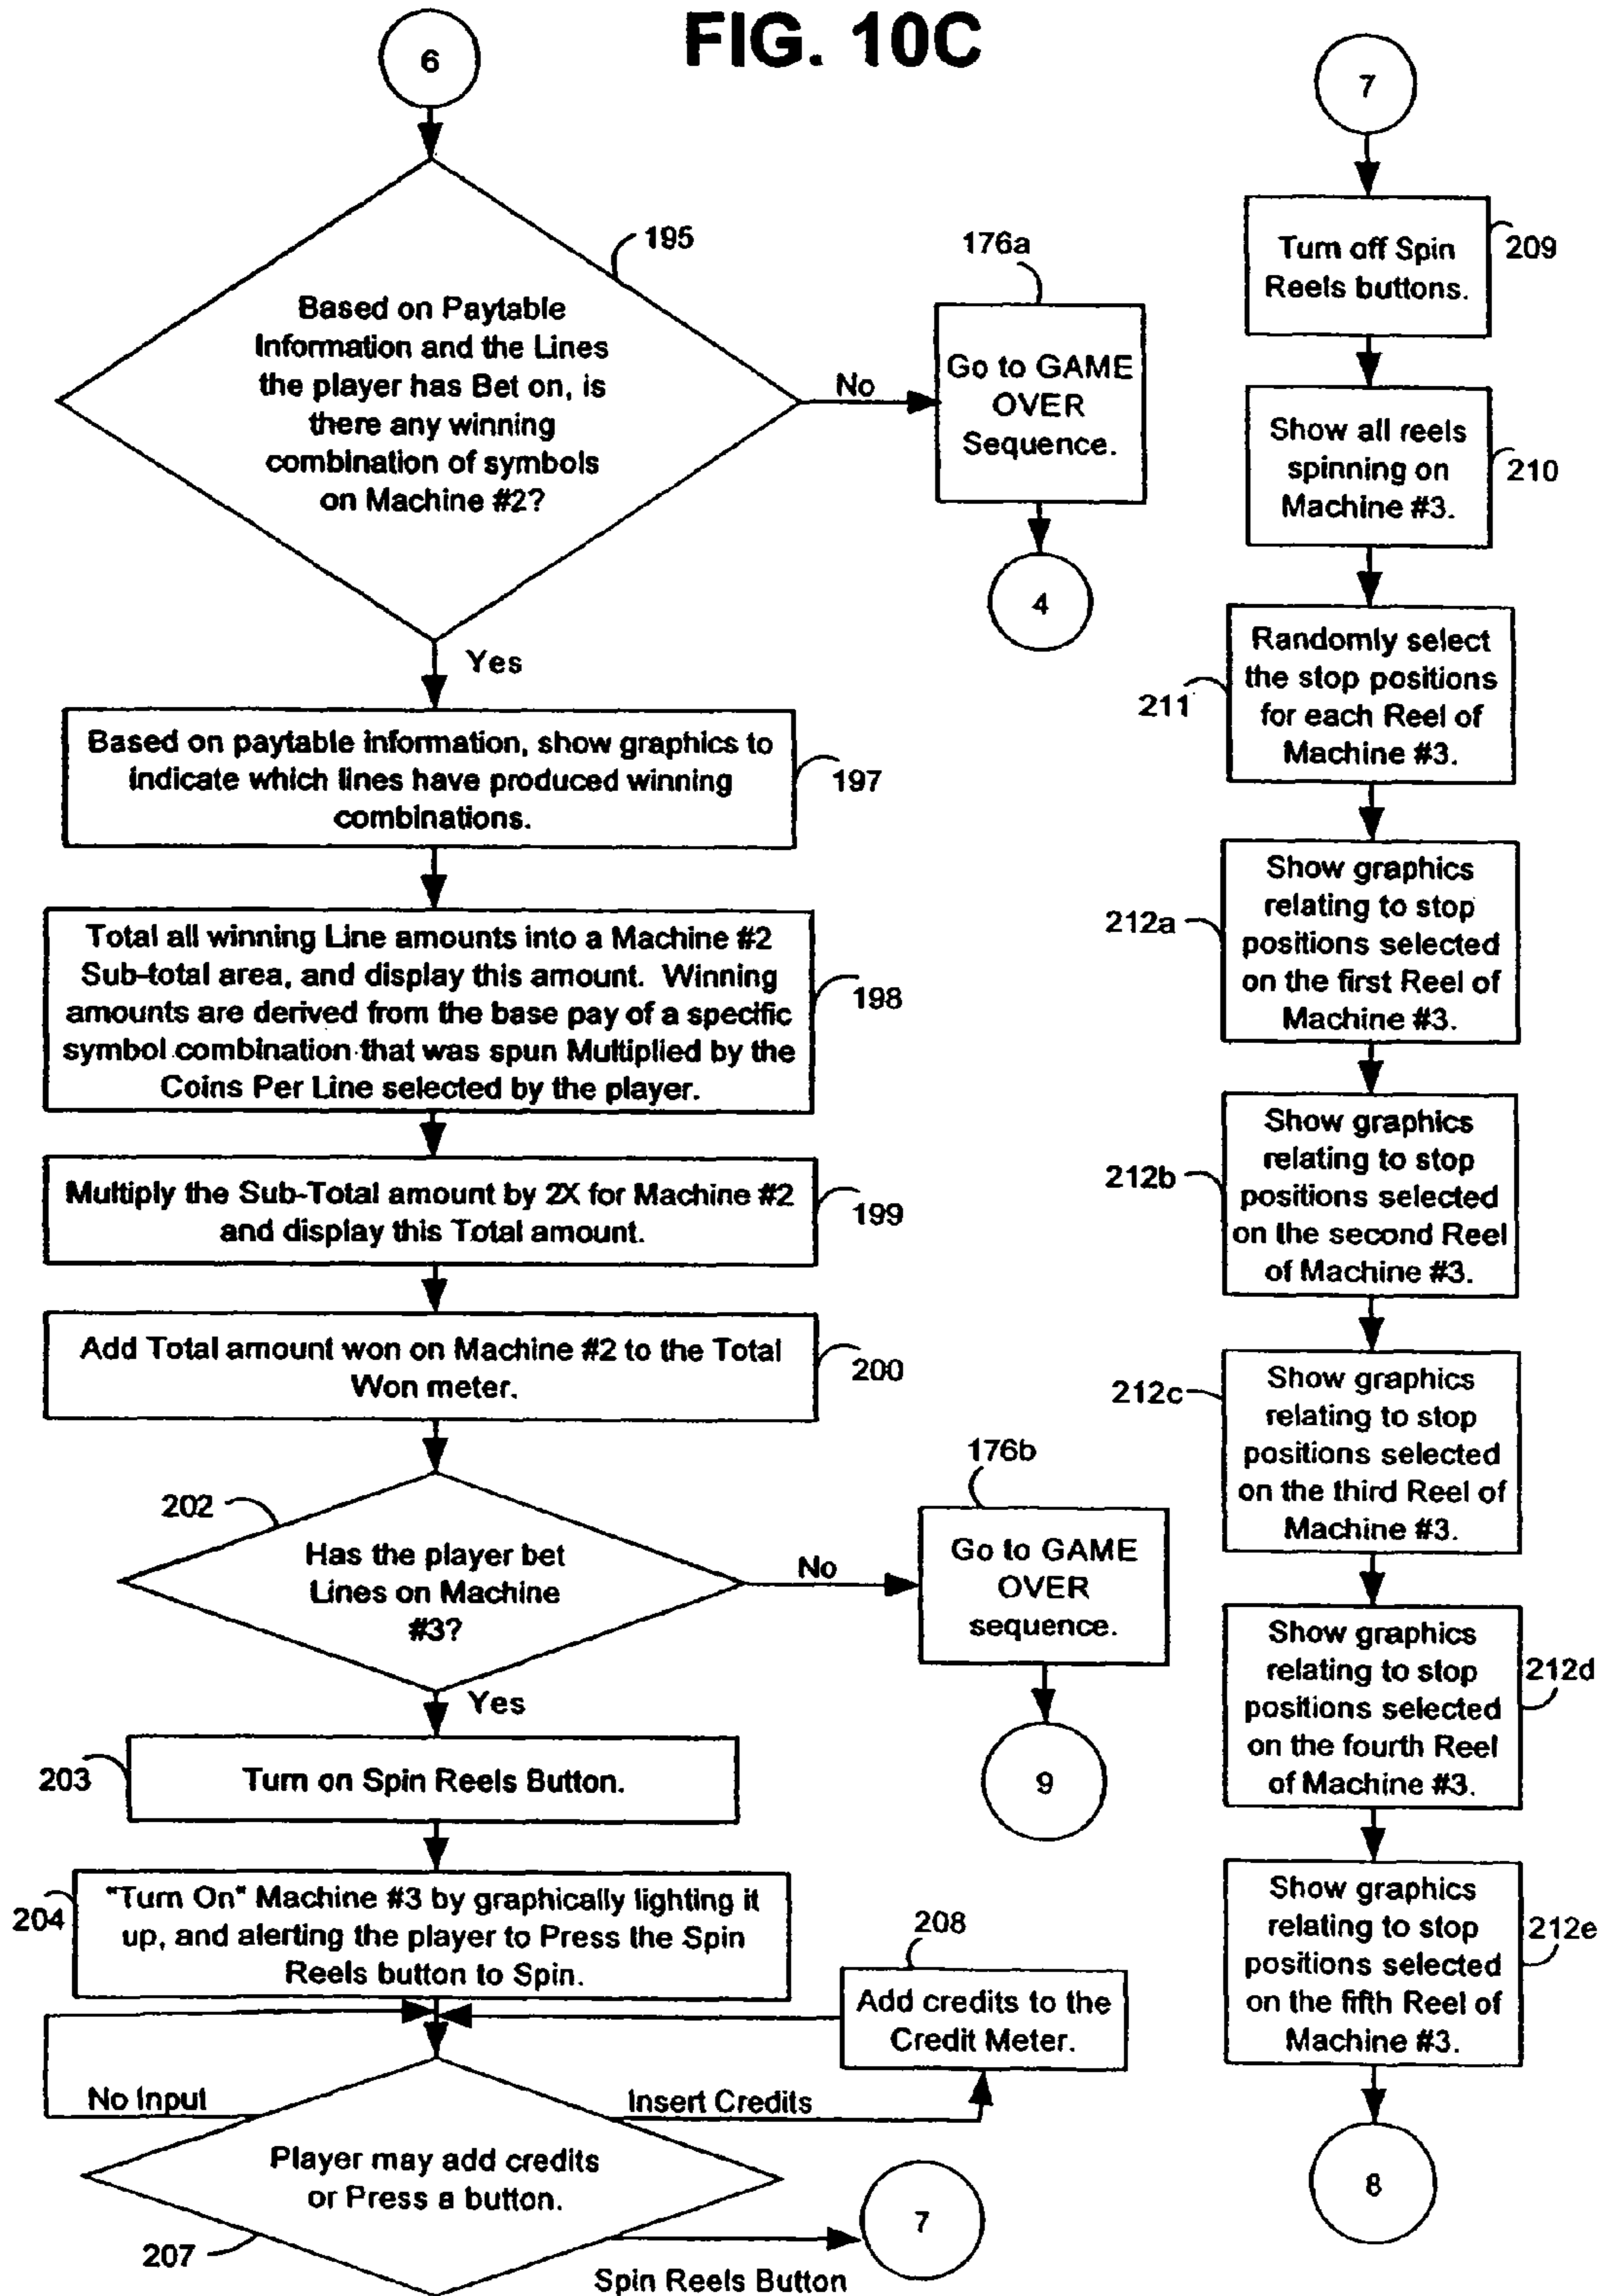 FIG. 10C
6
195
Based on Paytable
Information and the Lines
the player has Bet on, is
there any winning
combination of symbols
on Machine #2?
No
176a
Go to GAME
OVER
Sequence.
4
Yes
Based on paytable information, show graphics to
indicate which lines have produced winning
combinations.
197
Total all winning Line amounts into a Machine #2
Sub-total area, and display this amount. Winning
amounts are derived from the base pay of a specific
symbol combination that was spun Multiplied by the
Coins Per Line selected by the player.
198
Multiply the Sub-Total amount by 2X for Machine #2
and display this Total amount.
199
Add Total amount won on Machine #2 to the Total
Won meter.
200
202
Has the player bet
Lines on Machine
#3?
No
176b
Go to GAME
OVER
sequence.
9
Yes
203
Turn on Spin Reels Button.
204
"Turn On" Machine #3 by graphically lighting it
up, and alerting the player to Press the Spin
Reels button to Spin.
208
Add credits to the
Credit Meter.
No Input
Insert Credits
Player may add credits
or Press a button.
207
Spin Reels Button
7
7
Turn off Spin
Reels buttons.
209
Show all reels
spinning on
Machine #3.
210
211
Randomly select
the stop positions
for each Reel of
Machine #3.
212a
Show graphics
relating to stop
positions selected
on the first Reel of
Machine #3.
212b
Show graphics
relating to stop
positions selected
on the second Reel
of Machine #3.
212c
Show graphics
relating to stop
positions selected
on the third Reel of
Machine #3.
Show graphics
relating to stop
positions selected
on the fourth Reel
of Machine #3.
212d
Show graphics
relating to stop
positions selected
on the fifth Reel of
Machine #3.
212e
8